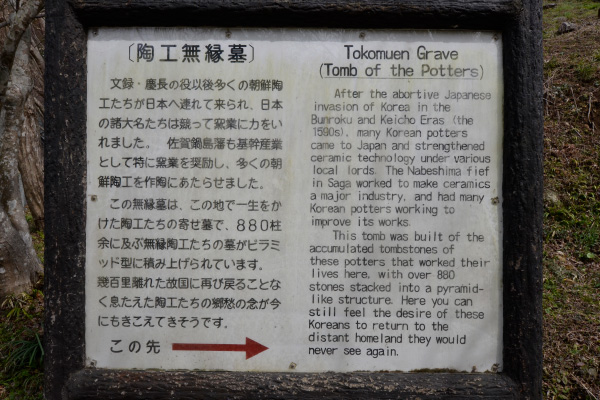 〔陶工無縁墓〕
文録・慶長の役以後多くの朝鮮陶
工たちが日本へ連れて来られ、日本
の諸大名たちは競って窯業に力をい
れました。 佐賀鍋島藩も基幹産業
として特に窯業を奨励し、多くの朝
鮮陶工を作陶にあたらせました。
この無縁墓は、この地で一生をか
けた陶工たちの寄せ墓で、880柱
余に及ぶ無縁陶工たちの墓がピラミ
ッド型に積み上げられています。
幾百里離れた故国に再び戻ることな
く息たえた陶工たちの郷愁の念が今
にもきこえてきそうです。
この先
Tokomuen Grave
(Tomb of the Potters)
After the abortive Japanese
invasion of Korea in the
Bunroku and Keicho Eras (the
1590s), many Korean potters
came to Japan and strengthened
ceramic technology under various
local lords. The Nabeshima fief
in Saga worked to make ceramics
a major industry, and had many
Korean potters working to
improve its works.
This tomb was built of the
accumulated tombstones of
these potters that worked their
lives here, with over 880
stones stacked into a pyramid-
like structure. Here you can
still feel the desire of these
Koreans to return to the
distant homeland they would
never see again.